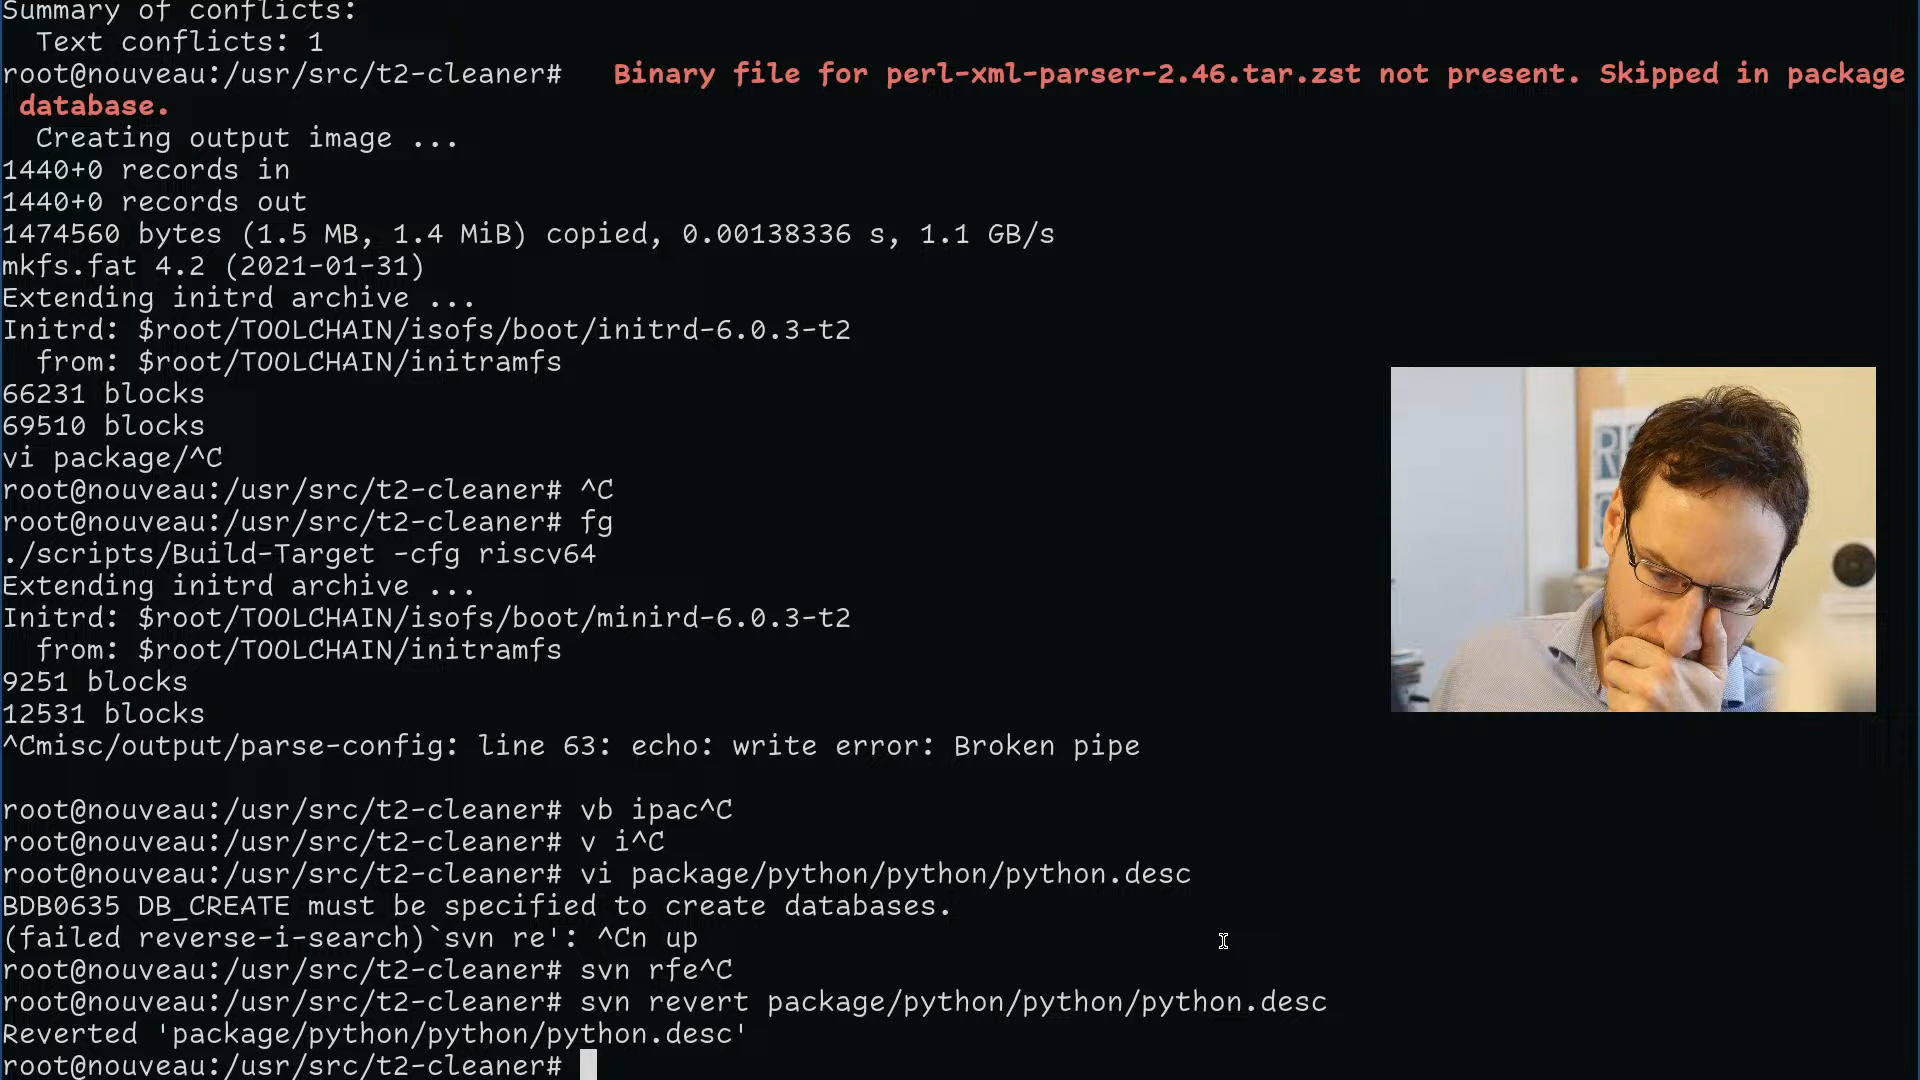 Summary of conflicts:
  Text conflicts: 1
root@nouveau:/usr/src/t2-cleaner#   Binary file for perl-xml-parser-2.46.tar.zst not present. Skipped in package
 database.
  Creating output image ...
1440+0 records in
1440+0 records out
1474560 bytes (1.5 MB, 1.4 MiB) copied, 0.00138336 s, 1.1 GB/s
mkfs.fat 4.2 (2021-01-31)
Extending initrd archive ...
Initrd: $root/TOOLCHAIN/isofs/boot/initrd-6.0.3-t2
  from: $root/TOOLCHAIN/initramfs
66231 blocks
69510 blocks
vi package/^C
root@nouveau:/usr/src/t2-cleaner# ^C
root@nouveau:/usr/src/t2-cleaner# fg
./scripts/Build-Target -cfg riscv64
Extending initrd archive ...
Initrd: $root/TOOLCHAIN/isofs/boot/minird-6.0.3-t2
  from: $root/TOOLCHAIN/initramfs
9251 blocks
12531 blocks
^Cmisc/output/parse-config: line 63: echo: write error: Broken pipe

root@nouveau:/usr/src/t2-cleaner# vb ipac^C
root@nouveau:/usr/src/t2-cleaner# v i^C
root@nouveau:/usr/src/t2-cleaner# vi package/python/python/python.desc
BDB0635 DB_CREATE must be specified to create databases.
(failed reverse-i-search)`svn re': ^Cn up
root@nouveau:/usr/src/t2-cleaner# svn rfe^C
root@nouveau:/usr/src/t2-cleaner# svn revert package/python/python/python.desc
Reverted 'package/python/python/python.desc'
root@nouveau:/usr/src/t2-cleaner#